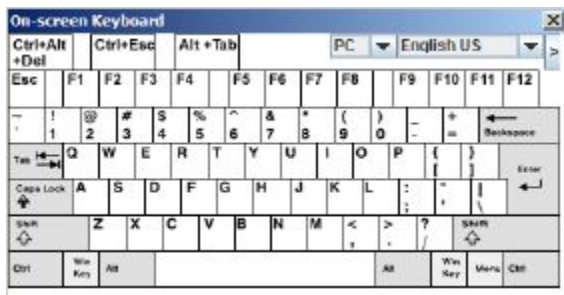 On-screen Keyboard
Ctrl+Alt +Del Ctrl+Esc Alt +Tab PC English US >
Esc F1 F2 F3 F4 F5 F6 F7 F8 F9 F10 F11 F12
~ ! @ # $ % ^ & * ( ) _ +
` 1 2 3 4 5 6 7 8 9 0 - = Backspace
Tab Q W E R T Y U I O P { [ } ] Enter
Caps Lock A S D F G H J K L : ; " ' | \
Shift Z X C V B N M < , > . ? / Shift
Ctrl Win Key Alt Alt Win Key Menu Ctrl